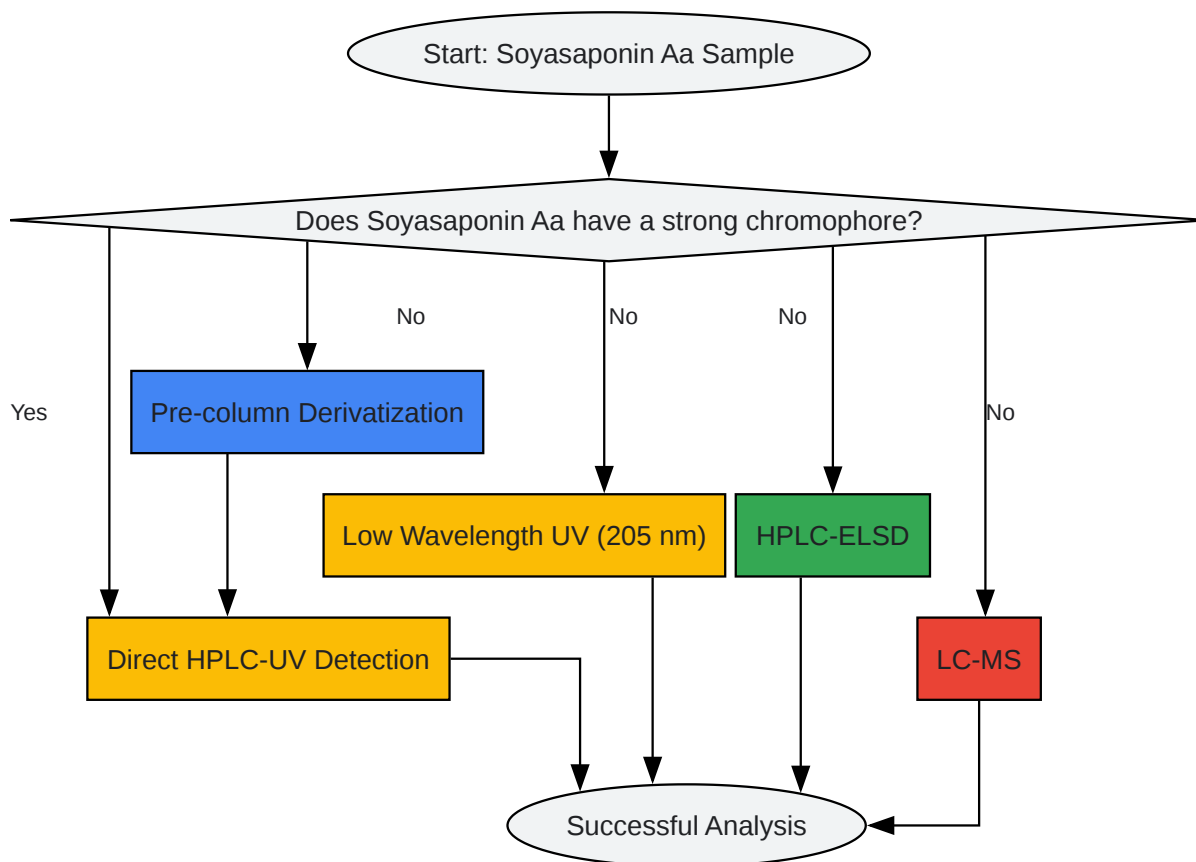 Start: Soyasaponin Aa Sample
Does Soyasaponin Aa have a strong chromophore?
No
No
No
Yes
Pre-column Derivatization
No
Low Wavelength UV (205 nm)
HPLC-ELSD
Direct HPLC-UV Detection
LC-MS
Successful Analysis